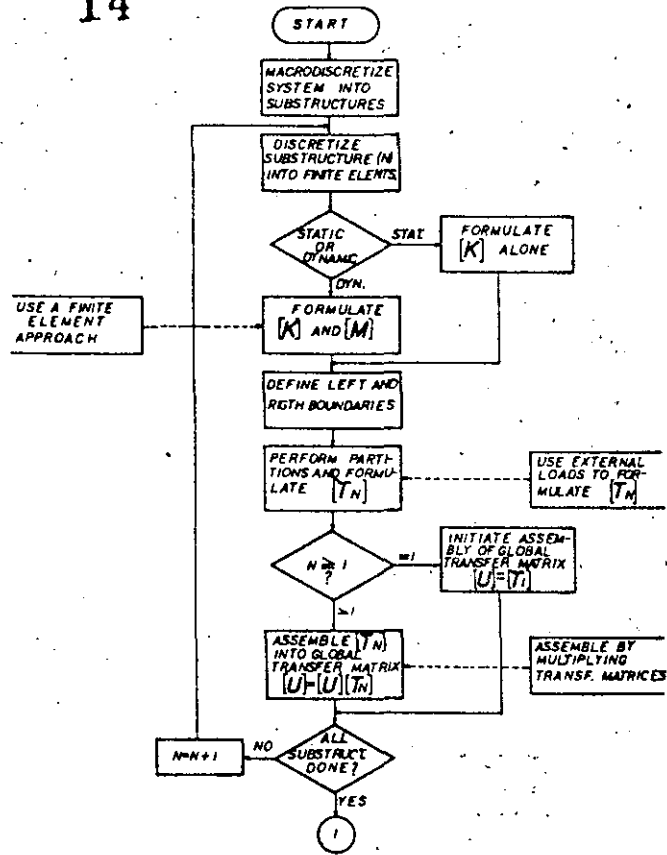 14
START
MACRODISCRETIZE
SYSTEM INTO
SUBSTRUCTURES
DISCRETIZE
SUBSTRUCTURE (N)
INTO FINITE ELENTS.
STATIC
OR
DYNAMIC
STAT.
FORMULATE
[K] ALONE
DYN.
USE A FINITE
ELEMENT
APPROACH
FORMULATE
[K] AND [M]
DEFINE LEFT AND
RIGTH BOUNDARIES
PERFORM PARTI-
TIONS AND FORMU-
LATE [TN]
USE EXTERNAL
LOADS TO FOR-
MULATE [TN]
N ≥ 1
?
=1
INITIATE ASSEM-
BLY OF GLOBAL
TRANSFER MATRIX
[U]=[T1]
>1
ASSEMBLE [TN]
INTO GLOBAL
TRANSFER MATRIX
[U]=[U][TN]
ASSEMBLE BY
MULTIPLYING
TRANSF. MATRICES
ALL
SUBSTRUCT.
DONE?
NO
N=N+1
YES
1